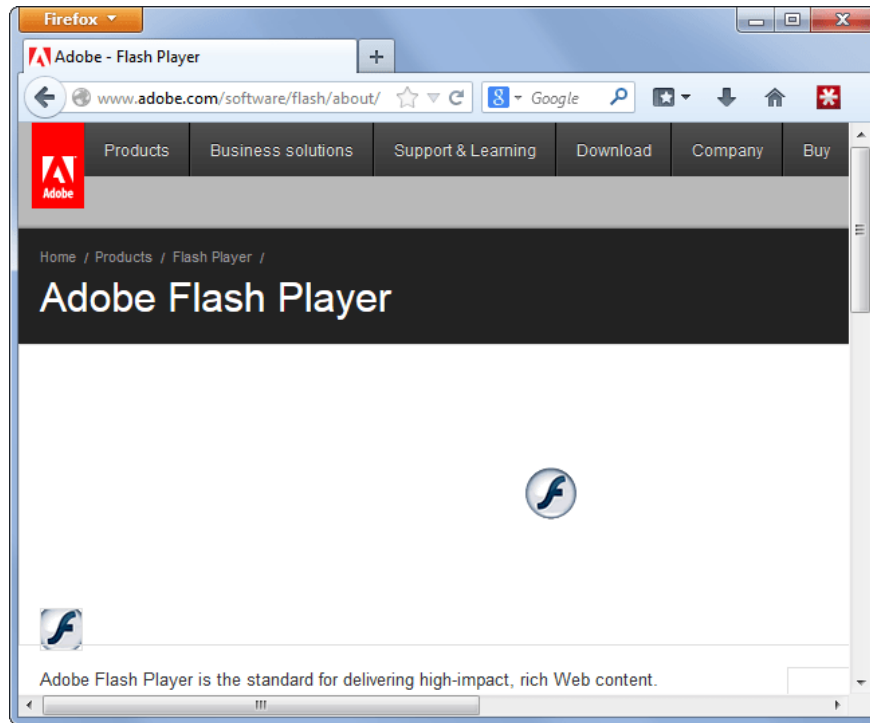 Firefox
Adobe - Flash Player
www.adobe.com/software/flash/about/
8
Google
Adobe
Products
Business solutions
Support & Learning
Download
Company
Buy
Home / Products / Flash Player /
Adobe Flash Player
Adobe Flash Player is the standard for delivering high-impact, rich Web content.